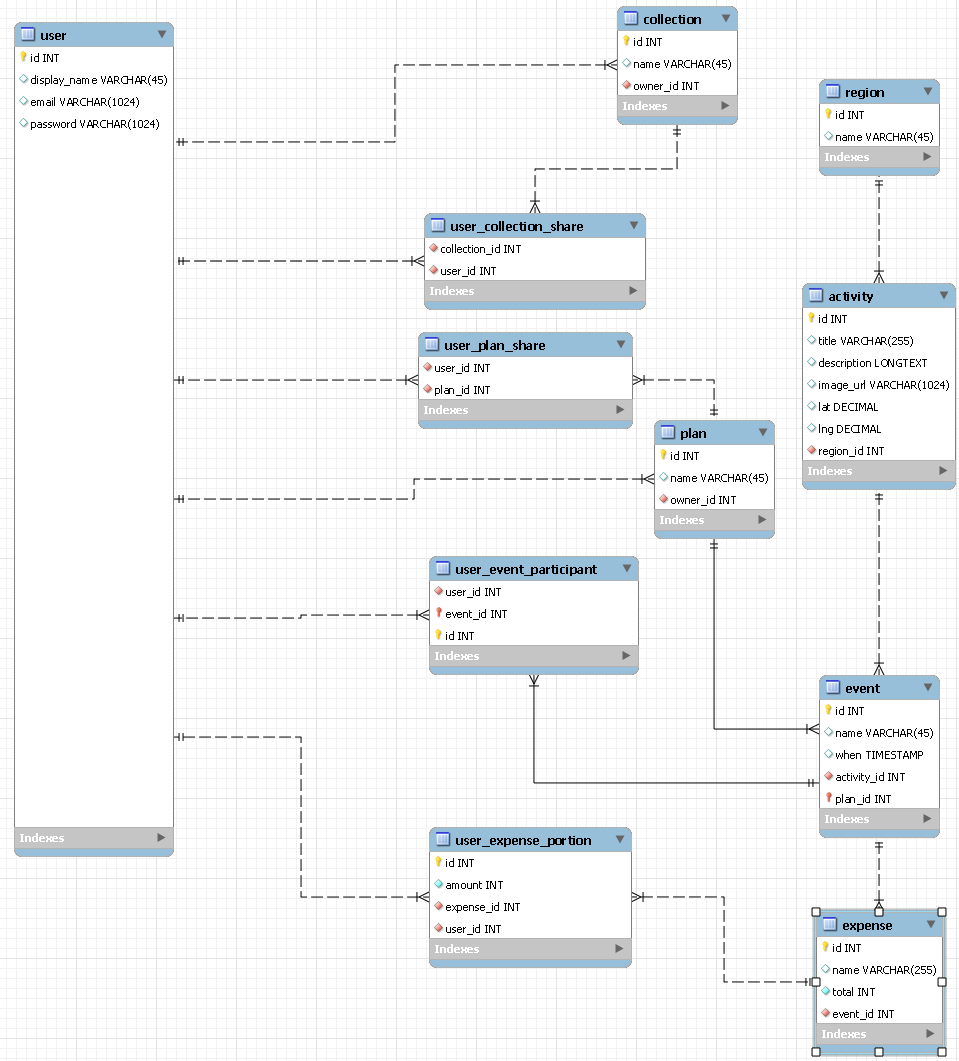 user
id INT
display_name VARCHAR(45)
email VARCHAR(1024)
password VARCHAR(1024)
Indexes
collection
id INT
name VARCHAR(45)
owner_id INT
Indexes
region
id INT
name VARCHAR(45)
Indexes
user_collection_share
collection_id INT
user_id INT
Indexes
activity
id INT
title VARCHAR(255)
description LONGTEXT
image_url VARCHAR(1024)
lat DECIMAL
lng DECIMAL
region_id INT
Indexes
user_plan_share
user_id INT
plan_id INT
Indexes
plan
id INT
name VARCHAR(45)
owner_id INT
Indexes
user_event_participant
user_id INT
event_id INT
id INT
Indexes
event
id INT
name VARCHAR(45)
when TIMESTAMP
activity_id INT
plan_id INT
Indexes
user_expense_portion
id INT
amount INT
expense_id INT
user_id INT
Indexes
expense
id INT
name VARCHAR(255)
total INT
event_id INT
Indexes